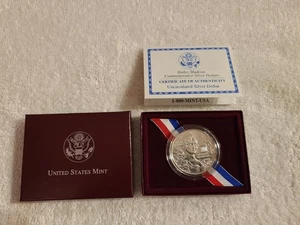 Dolley Madison
Commemorative Silver Dollar
CERTIFICATE OF AUTHENTICITY
Uncirculated Silver Dollar
1-800-MINT-USA
UNITED STATES MINT